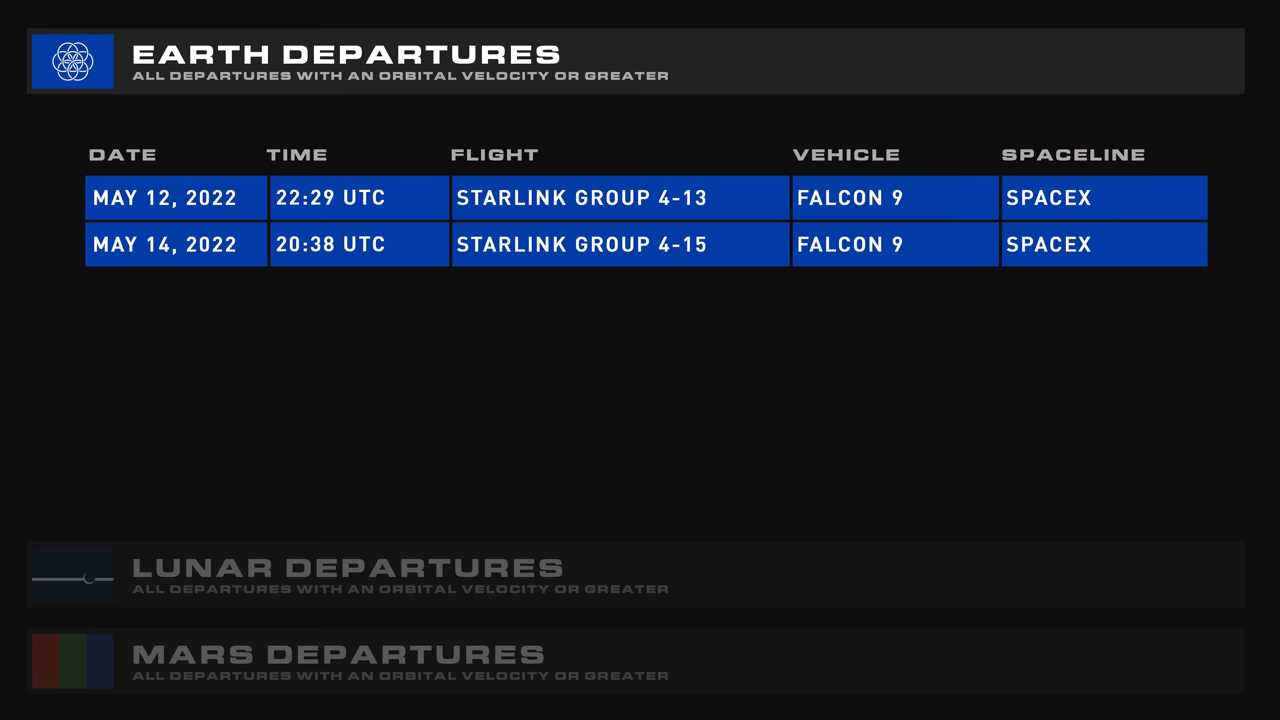 EARTH DEPARTURES
ALL DEPARTURES WITH AN ORBITAL VELOCITY OR GREATER
DATE TIME FLIGHT VEHICLE SPACELINE
MAY 12, 2022 22:29 UTC STARLINK GROUP 4-13 FALCON 9 SPACEX
MAY 14, 2022 20:38 UTC STARLINK GROUP 4-15 FALCON 9 SPACEX
LUNAR DEPARTURES
ALL DEPARTURES WITH AN ORBITAL VELOCITY OR GREATER
MARS DEPARTURES
ALL DEPARTURES WITH AN ORBITAL VELOCITY OR GREATER